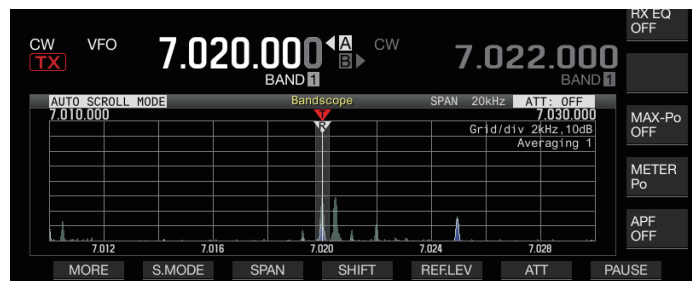 RX EQ
OFF
CW VFO 7.020.000 A CW 7.022.000
TX B
BAND 1 BAND 1
AUTO SCROLL MODE Bandscope SPAN 20kHz ATT: OFF
7.010.000 7.030.000
T
R
Grid/div 2kHz,10dB
Averaging 1
MAX-Po
OFF
METER
Po
APF
OFF
7.012 7.016 7.020 7.024 7.028
MORE S.MODE SPAN SHIFT REF.LEV ATT PAUSE